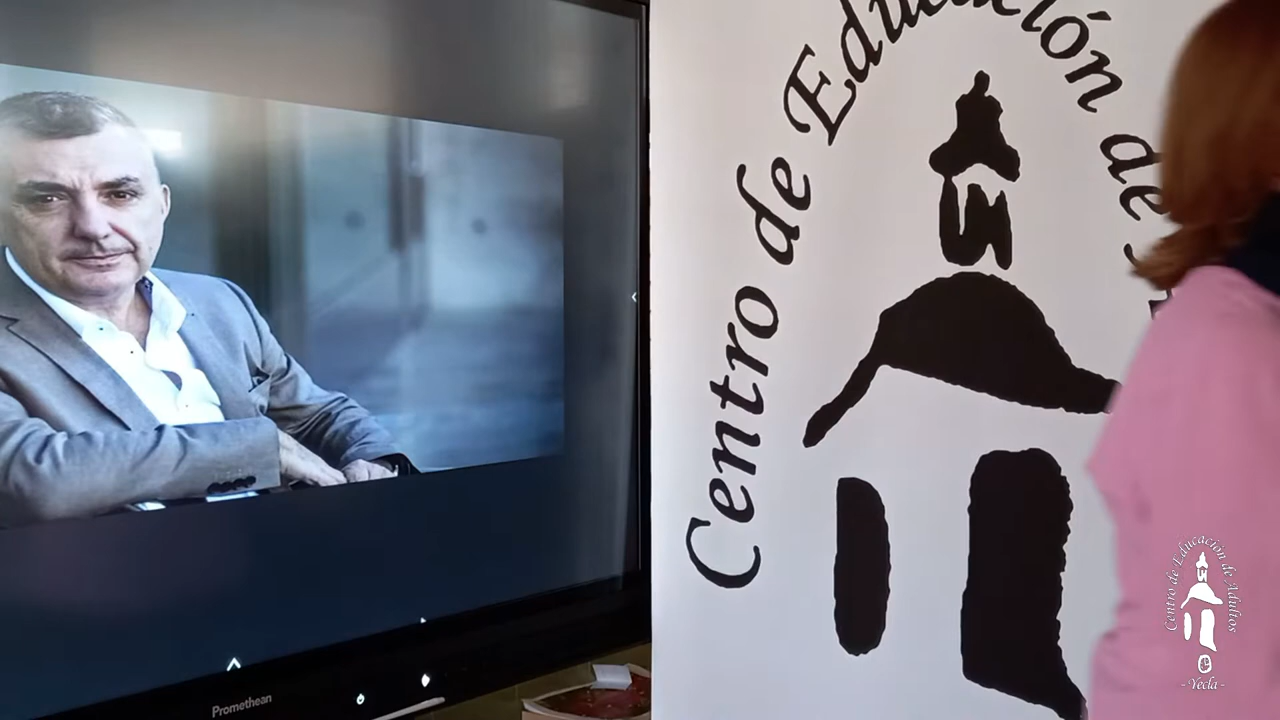 Promethean
Centro de Educación de
Centro de Educación de Adultos
-Yecla-